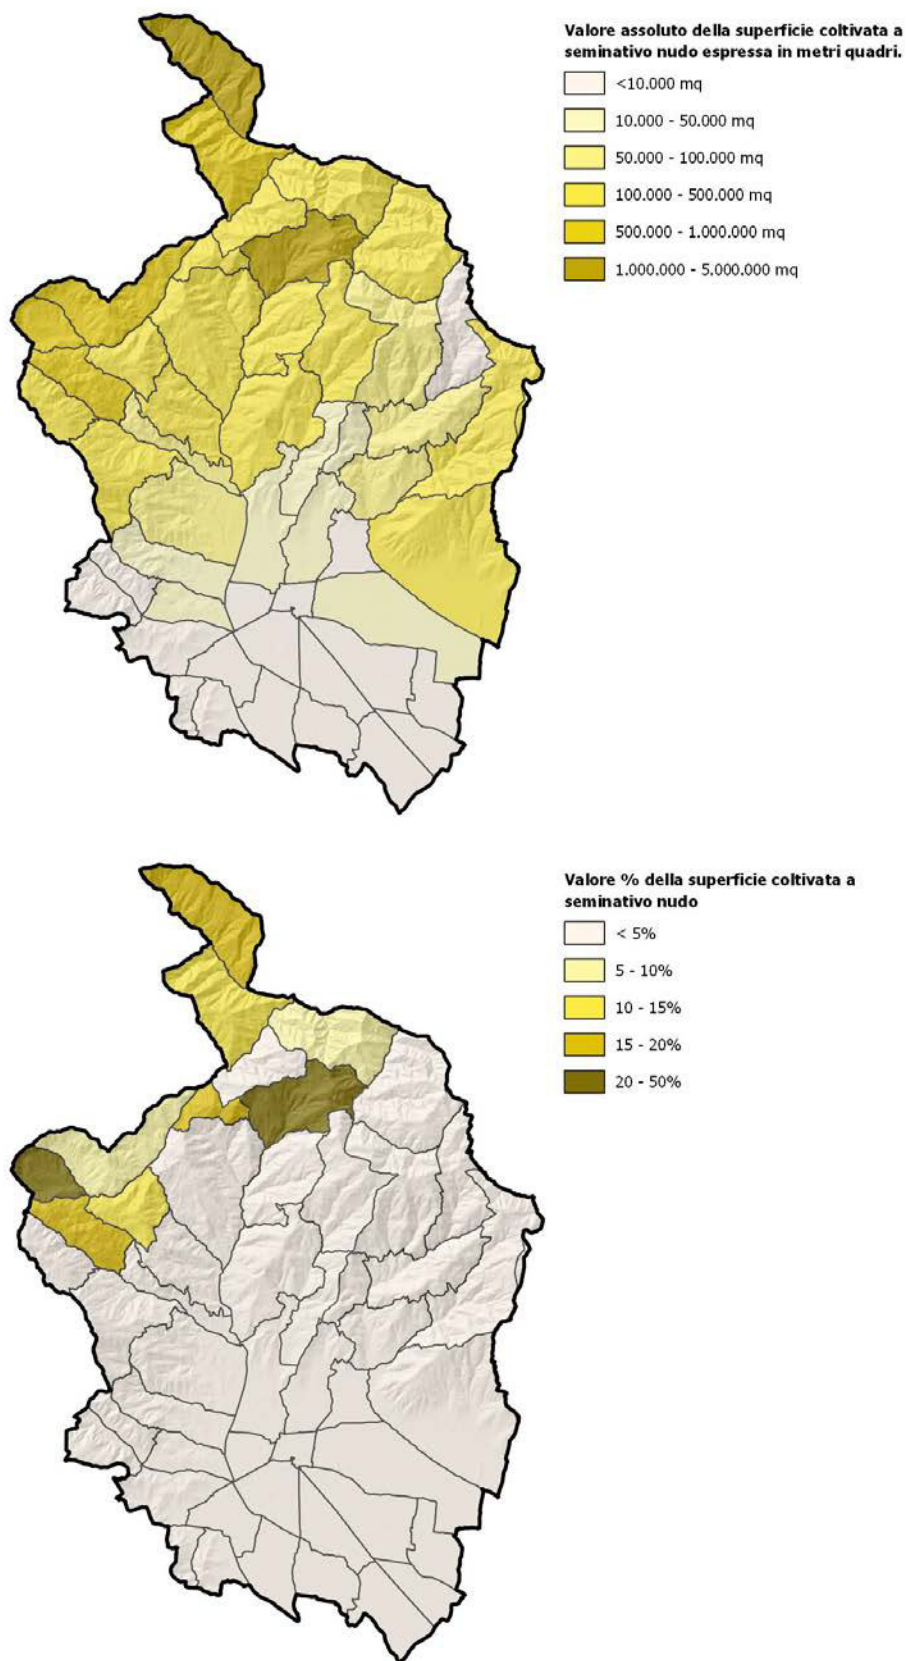 Valore assoluto della superficie coltivata a
seminativo nudo espressa in metri quadri.
<10.000 mq
10.000 - 50.000 mq
50.000 - 100.000 mq
100.000 - 500.000 mq
500.000 - 1.000.000 mq
1.000.000 - 5.000.000 mq
Valore % della superficie coltivata a
seminativo nudo
< 5%
5 - 10%
10 - 15%
15 - 20%
20 - 50%